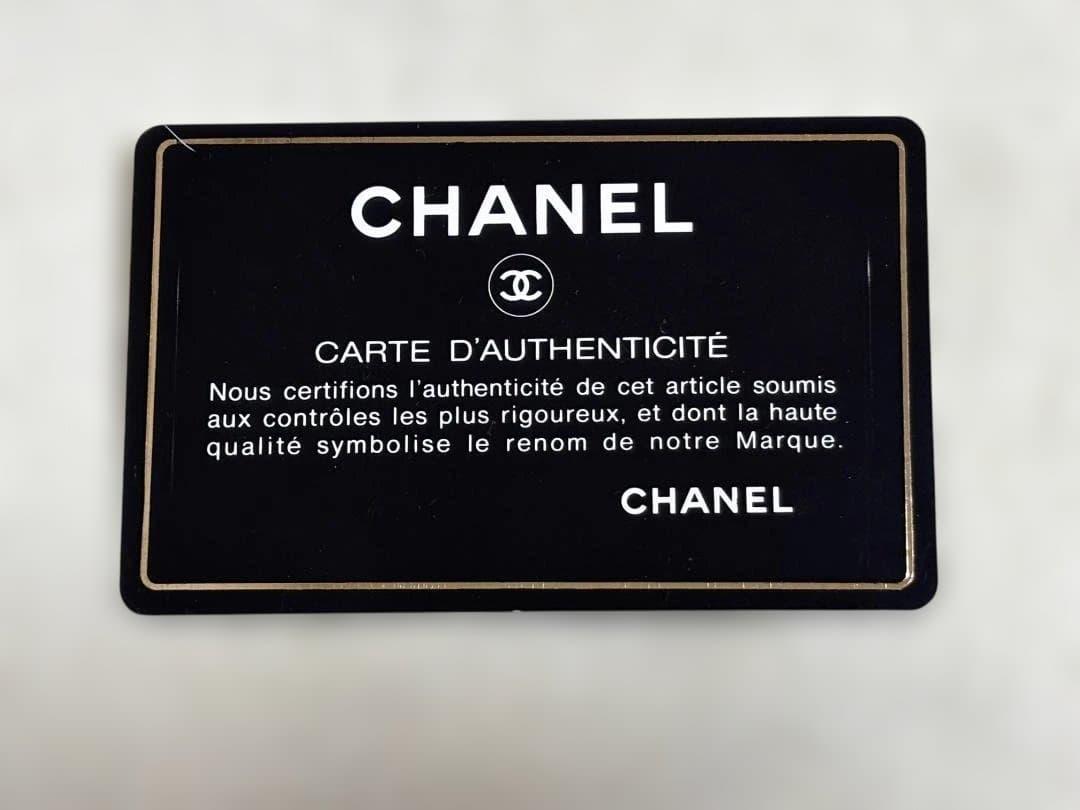 CHANEL
CARTE D'AUTHENTICITÉ
Nous certifions l'authenticité de cet article soumis
aux contrôles les plus rigoureux, et dont la haute
qualité symbolise le renom de notre Marque.
CHANEL